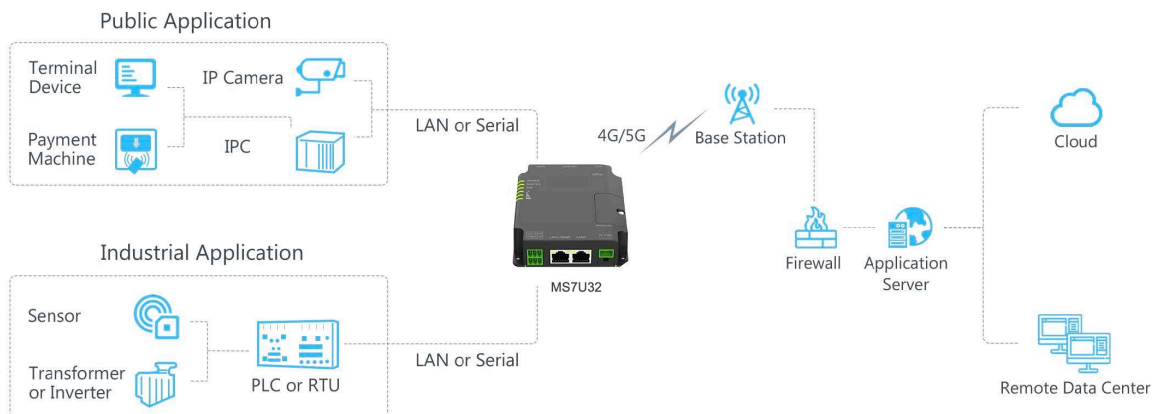 Public Application
Terminal
Device
IP Camera
Payment
Machine
IPC
LAN or Serial
4G/5G
Base Station
Cloud
MS7U32
Firewall
Application
Server
Industrial Application
Sensor
Transformer
or Inverter
PLC or RTU
LAN or Serial
Remote Data Center